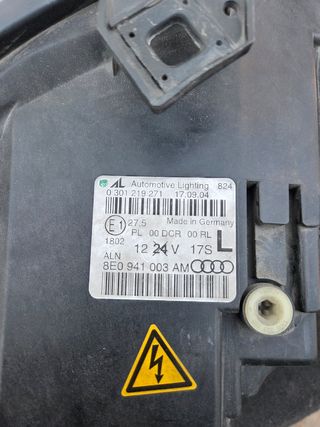 AL Automotive Lighting 824
0 301 219 271 17.09.04
E1 27.5 Made in Germany
PL 00 DCR 00 RL
1802
12 24 V 17S L
ALN
8E0 941 003 AM